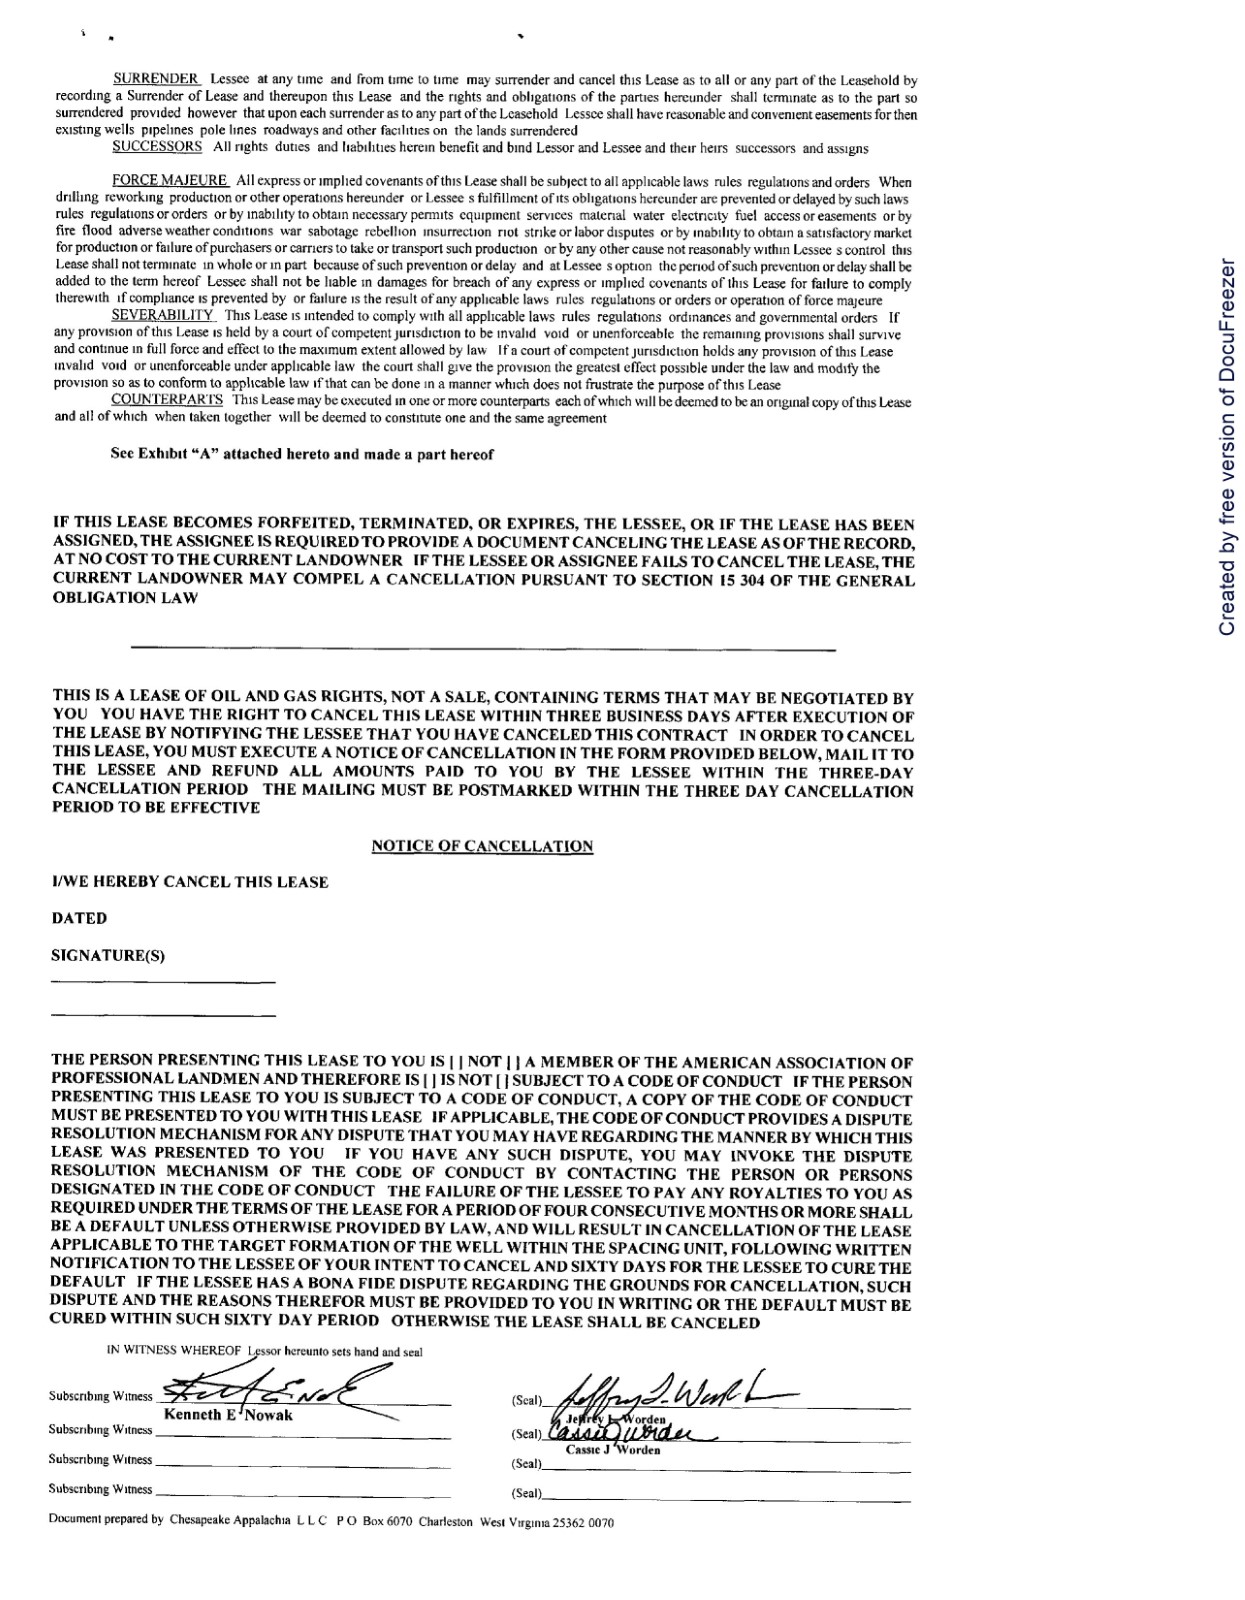 SURRENDER Lessee at any time and from time to time may surrender and cancel this Lease as to all or any part of the Leasehold by
recording a Surrender of Lease and thereupon this Lease and the rights and obligations of the parties hereunder shall terminate as to the part so
surrendered provided however that upon each surrender as to any part of the Leasehold Lessee shall have reasonable and convenient easements for then
existing wells pipelines pole lines roadways and other facilities on the lands surrendered
SUCCESSORS All rights duties and liabilities herein benefit and bind Lessor and Lessee and their heirs successors and assigns
FORCE MAJEURE All express or implied covenants of this Lease shall be subject to all applicable laws rules regulations and orders When
drilling reworking production or other operations hereunder or Lessee s fulfillment of its obligations hereunder are prevented or delayed by such laws
rules regulations or orders or by inability to obtain necessary permits equipment services material water electricity fuel access or easements or by
fire flood adverse weather conditions war sabotage rebellion insurrection riot strike or labor disputes or by inability to obtain a satisfactory market
for production or failure of purchasers or carriers to take or transport such production or by any other cause not reasonably within Lessee s control this
Lease shall not terminate in whole or in part because of such prevention or delay and at Lessee s option the period of such prevention or delay shall be
added to the term hereof Lessee shall not be liable in damages for breach of any express or implied covenants of this Lease for failure to comply
therewith if compliance is prevented by or failure is the result of any applicable laws rules regulations or orders or operation of force majeure
SEVERABILITY This Lease is intended to comply with all applicable laws rules regulations ordinances and governmental orders If
any provision of this Lease is held by a court of competent jurisdiction to be invalid void or unenforceable the remaining provisions shall survive
and continue in full force and effect to the maximum extent allowed by law If a court of competent jurisdiction holds any provision of this Lease
invalid void or unenforceable under applicable law the court shall give the provision the greatest effect possible under the law and modify the
provision so as to conform to applicable law if that can be done in a manner which does not frustrate the purpose of this Lease
COUNTERPARTS This Lease may be executed in one or more counterparts each of which will be deemed to be an original copy of this Lease
and all of which when taken together will be deemed to constitute one and the same agreement
See Exhibit “A” attached hereto and made a part hereof
IF THIS LEASE BECOMES FORFEITED, TERMINATED, OR EXPIRES, THE LESSEE, OR IF THE LEASE HAS BEEN
ASSIGNED, THE ASSIGNEE IS REQUIRED TO PROVIDE A DOCUMENT CANCELING THE LEASE AS OF THE RECORD,
AT NO COST TO THE CURRENT LANDOWNER IF THE LESSEE OR ASSIGNEE FAILS TO CANCEL THE LEASE, THE
CURRENT LANDOWNER MAY COMPEL A CANCELLATION PURSUANT TO SECTION 15 304 OF THE GENERAL
OBLIGATION LAW
THIS IS A LEASE OF OIL AND GAS RIGHTS, NOT A SALE, CONTAINING TERMS THAT MAY BE NEGOTIATED BY
YOU YOU HAVE THE RIGHT TO CANCEL THIS LEASE WITHIN THREE BUSINESS DAYS AFTER EXECUTION OF
THE LEASE BY NOTIFYING THE LESSEE THAT YOU HAVE CANCELED THIS CONTRACT IN ORDER TO CANCEL
THIS LEASE, YOU MUST EXECUTE A NOTICE OF CANCELLATION IN THE FORM PROVIDED BELOW, MAIL IT TO
THE LESSEE AND REFUND ALL AMOUNTS PAID TO YOU BY THE LESSEE WITHIN THE THREE-DAY
CANCELLATION PERIOD THE MAILING MUST BE POSTMARKED WITHIN THE THREE DAY CANCELLATION
PERIOD TO BE EFFECTIVE
NOTICE OF CANCELLATION
I/WE HEREBY CANCEL THIS LEASE
DATED
SIGNATURE(S)
THE PERSON PRESENTING THIS LEASE TO YOU IS [ ] NOT [ ] A MEMBER OF THE AMERICAN ASSOCIATION OF
PROFESSIONAL LANDMEN AND THEREFORE IS [ ] IS NOT [ ] SUBJECT TO A CODE OF CONDUCT IF THE PERSON
PRESENTING THIS LEASE TO YOU IS SUBJECT TO A CODE OF CONDUCT, A COPY OF THE CODE OF CONDUCT
MUST BE PRESENTED TO YOU WITH THIS LEASE IF APPLICABLE, THE CODE OF CONDUCT PROVIDES A DISPUTE
RESOLUTION MECHANISM FOR ANY DISPUTE THAT YOU MAY HAVE REGARDING THE MANNER BY WHICH THIS
LEASE WAS PRESENTED TO YOU IF YOU HAVE ANY SUCH DISPUTE, YOU MAY INVOKE THE DISPUTE
RESOLUTION MECHANISM OF THE CODE OF CONDUCT BY CONTACTING THE PERSON OR PERSONS
DESIGNATED IN THE CODE OF CONDUCT THE FAILURE OF THE LESSEE TO PAY ANY ROYALTIES TO YOU AS
REQUIRED UNDER THE TERMS OF THE LEASE FOR A PERIOD OF FOUR CONSECUTIVE MONTHS OR MORE SHALL
BE A DEFAULT UNLESS OTHERWISE PROVIDED BY LAW, AND WILL RESULT IN CANCELLATION OF THE LEASE
APPLICABLE TO THE TARGET FORMATION OF THE WELL WITHIN THE SPACING UNIT, FOLLOWING WRITTEN
NOTIFICATION TO THE LESSEE OF YOUR INTENT TO CANCEL AND SIXTY DAYS FOR THE LESSEE TO CURE THE
DEFAULT IF THE LESSEE HAS A BONA FIDE DISPUTE REGARDING THE GROUNDS FOR CANCELLATION, SUCH
DISPUTE AND THE REASONS THEREFOR MUST BE PROVIDED TO YOU IN WRITING OR THE DEFAULT MUST BE
CURED WITHIN SUCH SIXTY DAY PERIOD OTHERWISE THE LEASE SHALL BE CANCELED
IN WITNESS WHEREOF Lessor hereunto sets hand and seal
Subscribing Witness
Kenneth E Nowak
Subscribing Witness
Subscribing Witness
Subscribing Witness
(Seal) Jeffrey L. Worden
Jeffrey L Worden
(Seal) Cassie J Worden
Cassie J Worden
(Seal)
(Seal)
Document prepared by Chesapeake Appalachia L L C P O Box 6070 Charleston West Virginia 25362 0070
Created by free version of DocuFreezer